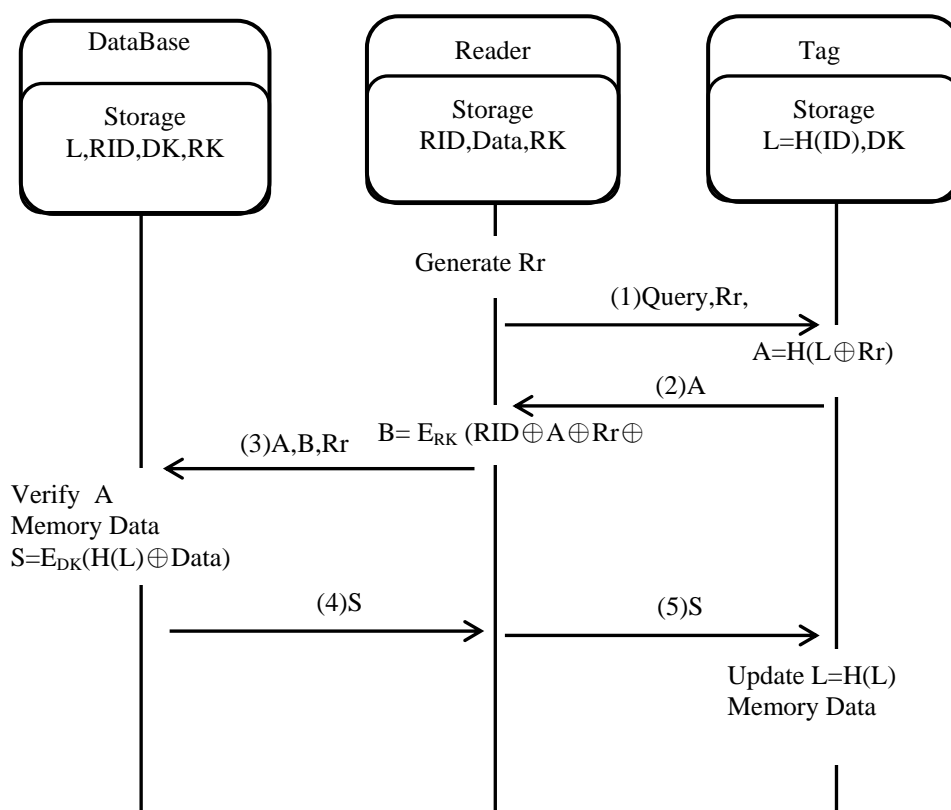 DataBase
Storage
L,RID,DK,RK
Reader
Storage
RID,Data,RK
Tag
Storage
L=H(ID),DK
Generate Rr
(1)Query,Rr,
A=H(L⊕Rr)
(2)A
B= E_RK (RID⊕A⊕Rr⊕
(3)A,B,Rr
Verify A
Memory Data
S=E_DK(H(L)⊕Data)
(4)S
(5)S
Update L=H(L)
Memory Data